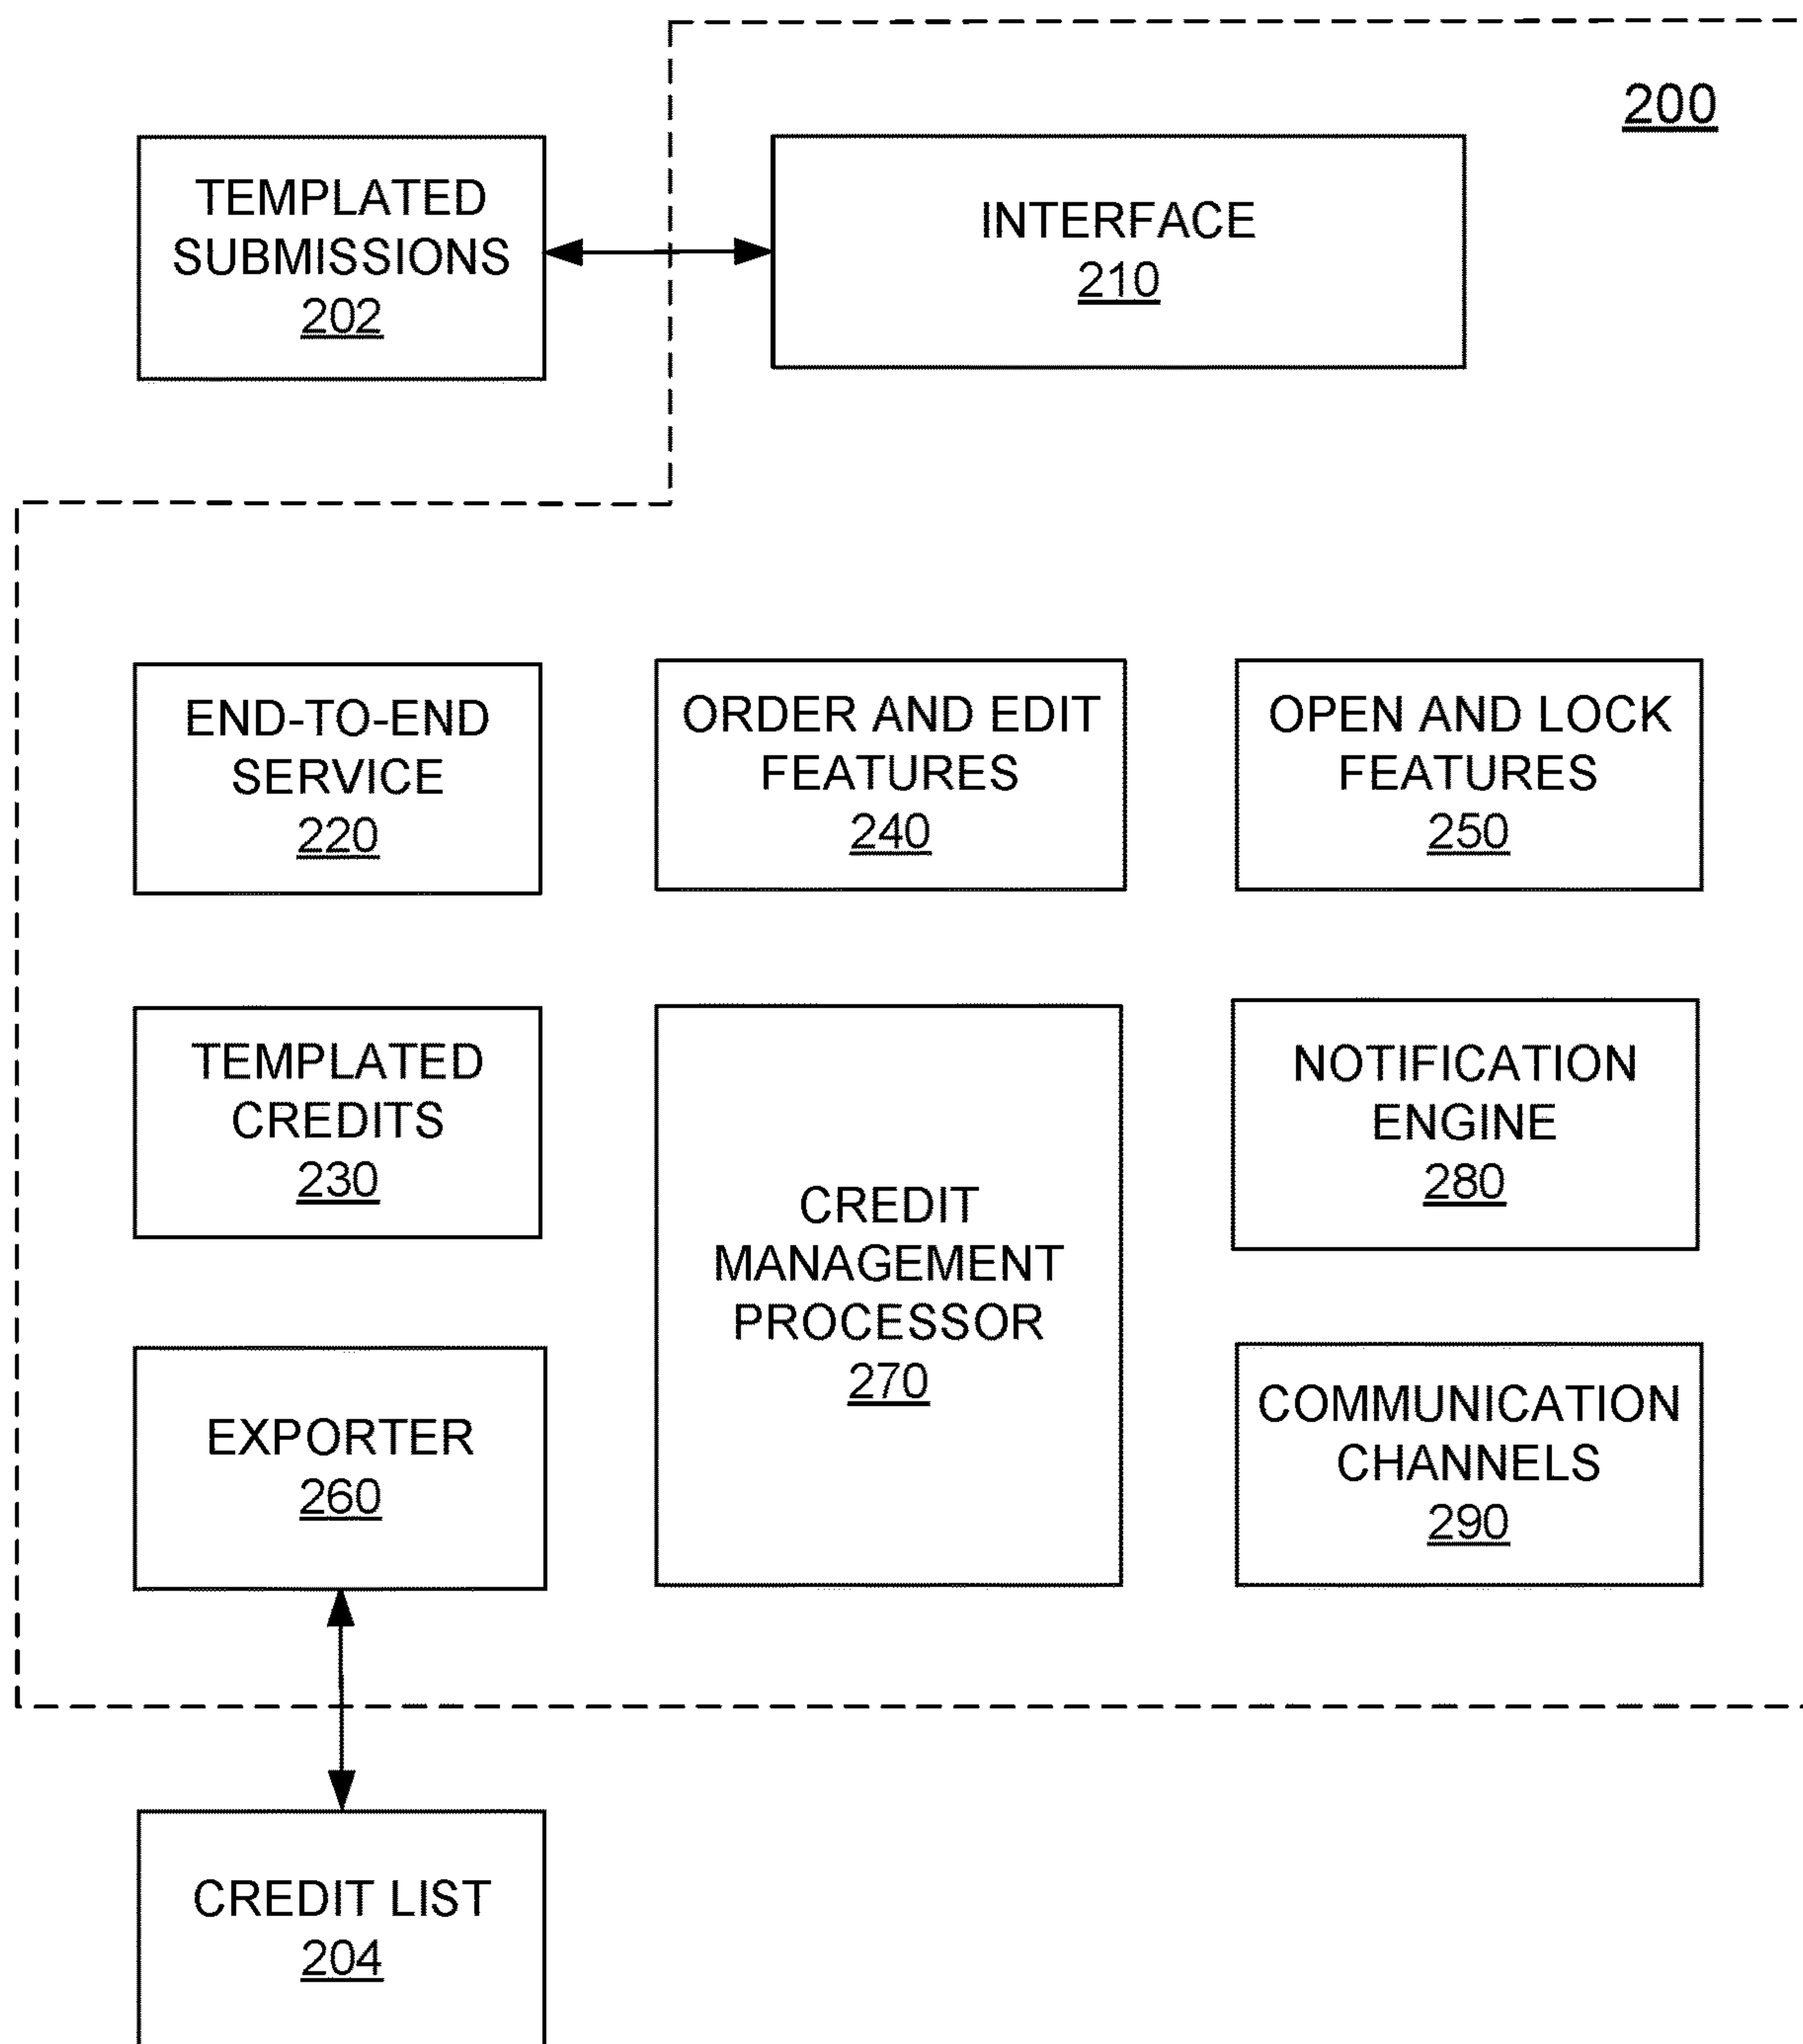 200
TEMPLATED
SUBMISSIONS
202
INTERFACE
210
END-TO-END
SERVICE
220
ORDER AND EDIT
FEATURES
240
OPEN AND LOCK
FEATURES
250
TEMPLATED
CREDITS
230
CREDIT
MANAGEMENT
PROCESSOR
270
NOTIFICATION
ENGINE
280
EXPORTER
260
COMMUNICATION
CHANNELS
290
CREDIT LIST
204